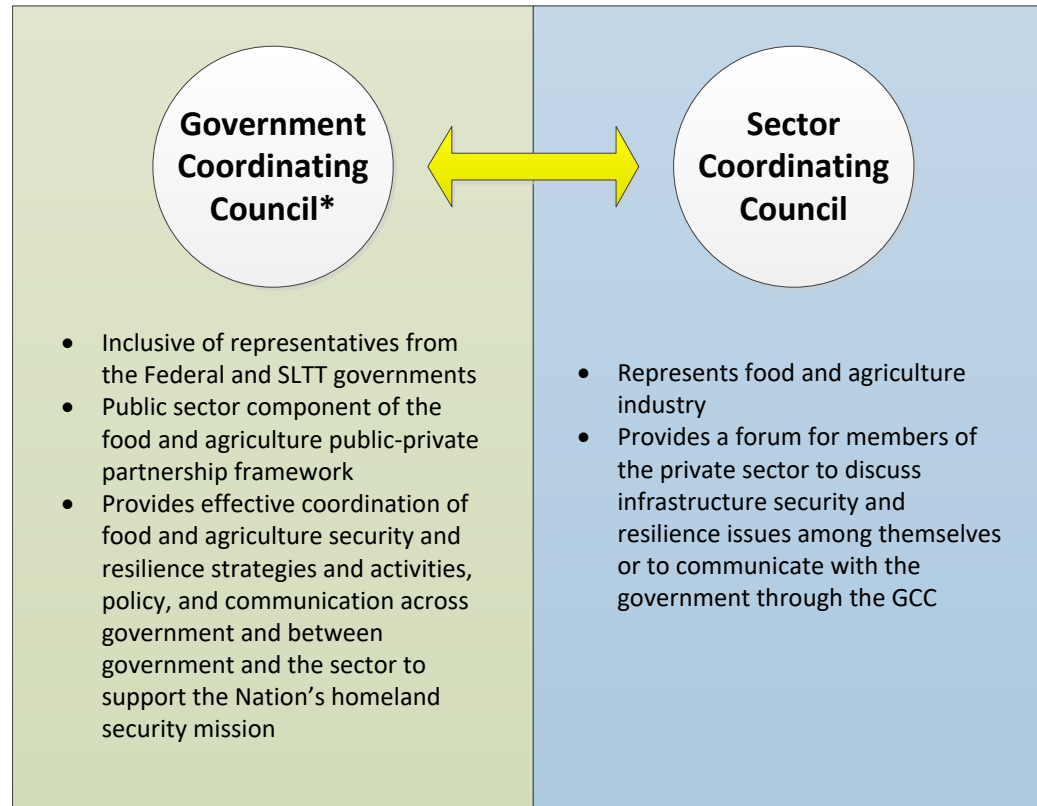 Government
Coordinating
Council*
Sector
Coordinating
Council
• Inclusive of representatives from
the Federal and SLTT governments
• Public sector component of the
food and agriculture public-private
partnership framework
• Provides effective coordination of
food and agriculture security and
resilience strategies and activities,
policy, and communication across
government and between
government and the sector to
support the Nation’s homeland
security mission
• Represents food and agriculture
industry
• Provides a forum for members of
the private sector to discuss
infrastructure security and
resilience issues among themselves
or to communicate with the
government through the GCC